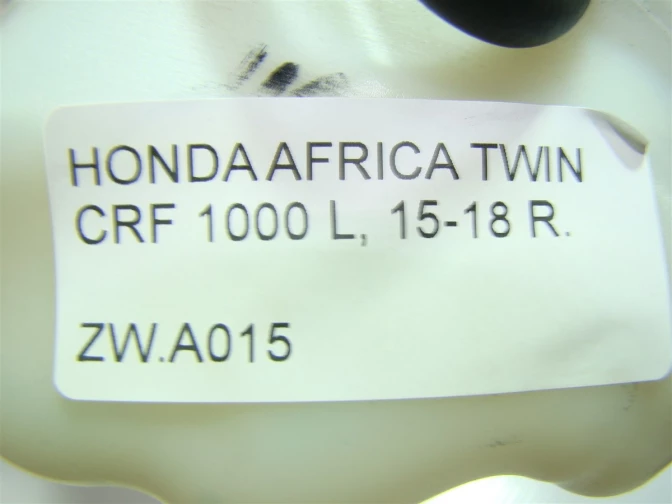 HONDA AFRICA TWIN
CRF 1000 L, 15-18 R.
ZW.A015